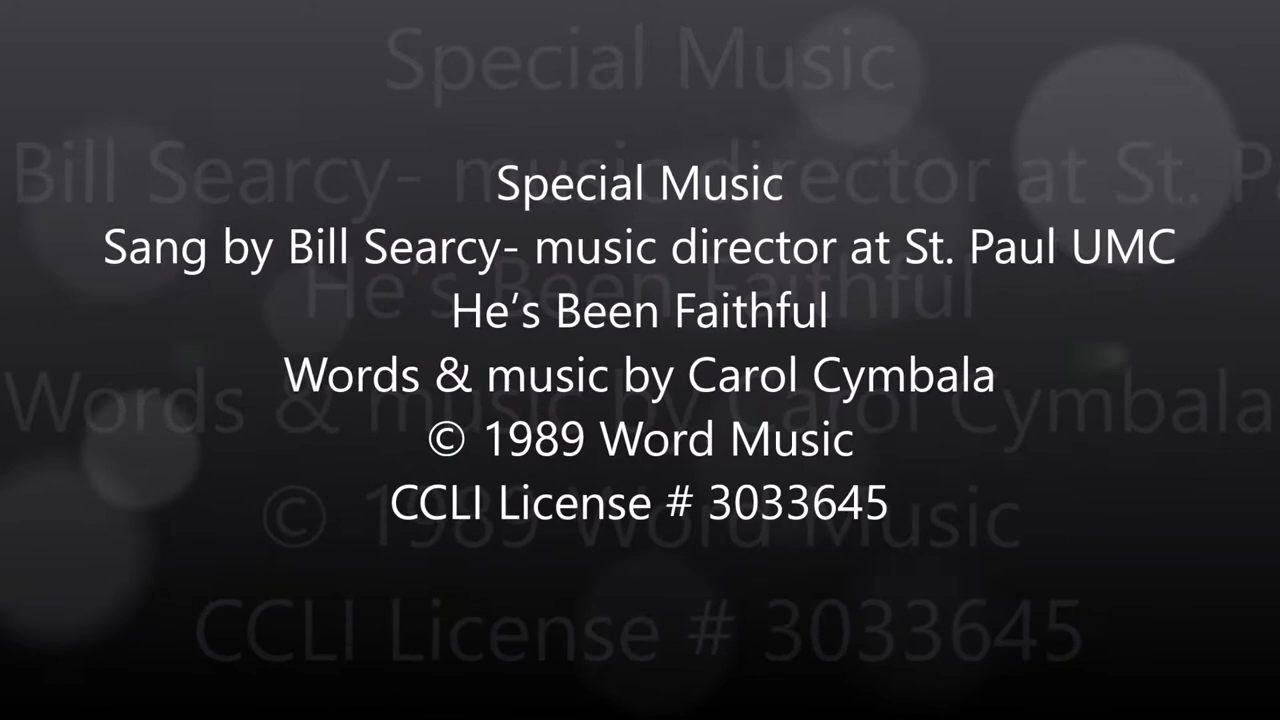 Special Music
Sang by Bill Searcy- music director at St. Paul UMC
He’s Been Faithful
Words & music by Carol Cymbala
© 1989 Word Music
CCLI License # 3033645